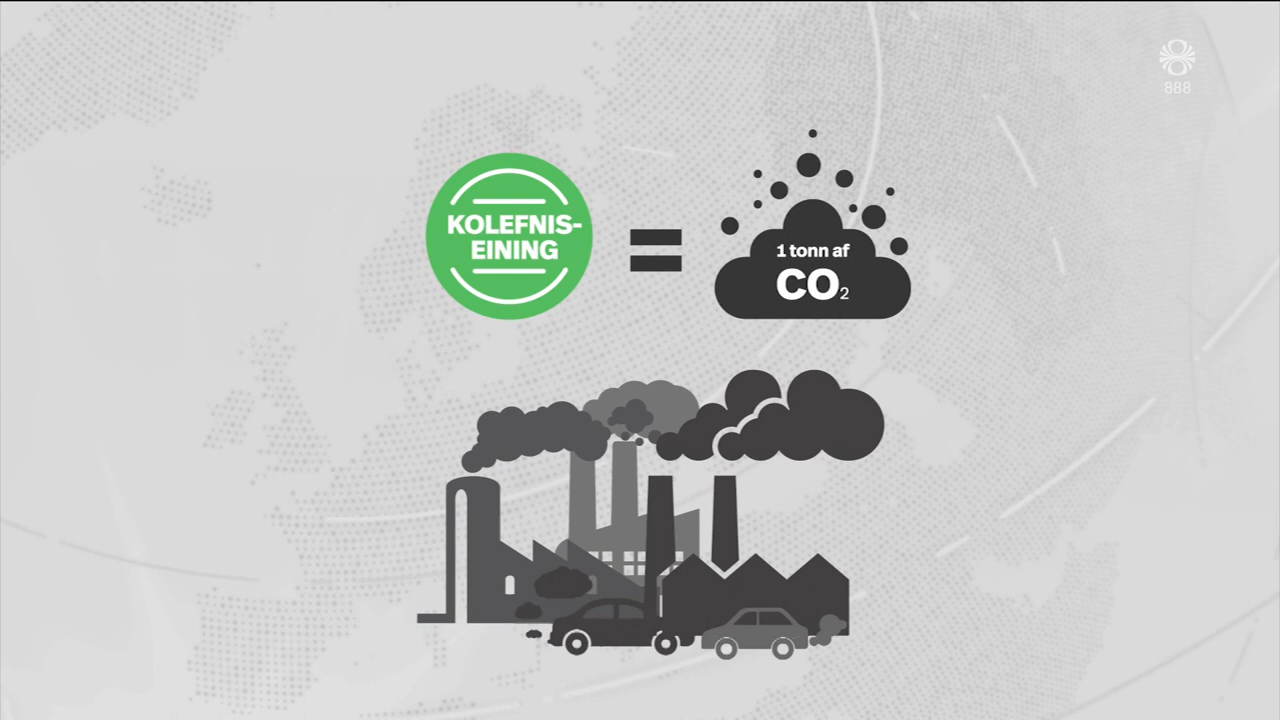 888
KOLEFNIS-
EINING
=
1 tonn af
CO₂